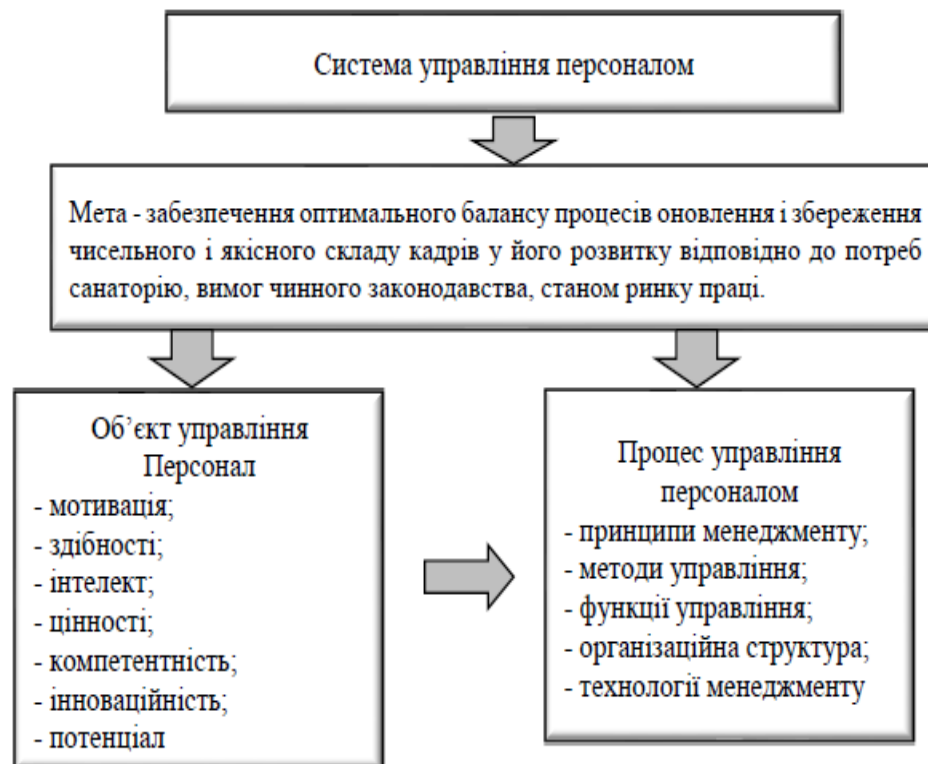 Система управління персоналом
Мета - забезпечення оптимального балансу процесів оновлення і збереження
чисельного і якісного складу кадрів у його розвитку відповідно до потреб
санаторію, вимог чинного законодавства, станом ринку праці.
Об’єкт управління
Персонал
- мотивація;
- здібності;
- інтелект;
- цінності;
- компетентність;
- інноваційність;
- потенціал
Процес управління
персоналом
- принципи менеджменту;
- методи управління;
- функції управління;
- організаційна структура;
- технології менеджменту